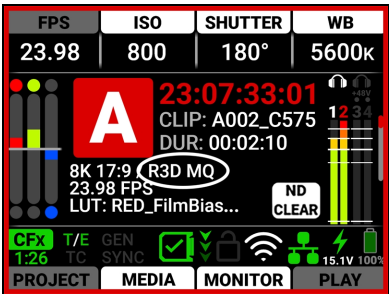 FPS ISO SHUTTER WB
23.98 800 180° 5600K
A
23:07:33:01
CLIP: A002_C575
DUR: 00:02:10
+48V
1 2 3 4
8K 17:9 / R3D MQ
23.98 FPS
LUT: RED_FilmBias...
ND
CLEAR
CFx T/E GEN
1:26 TC SYNC
15.1V 100%
PROJECT MEDIA MONITOR PLAY